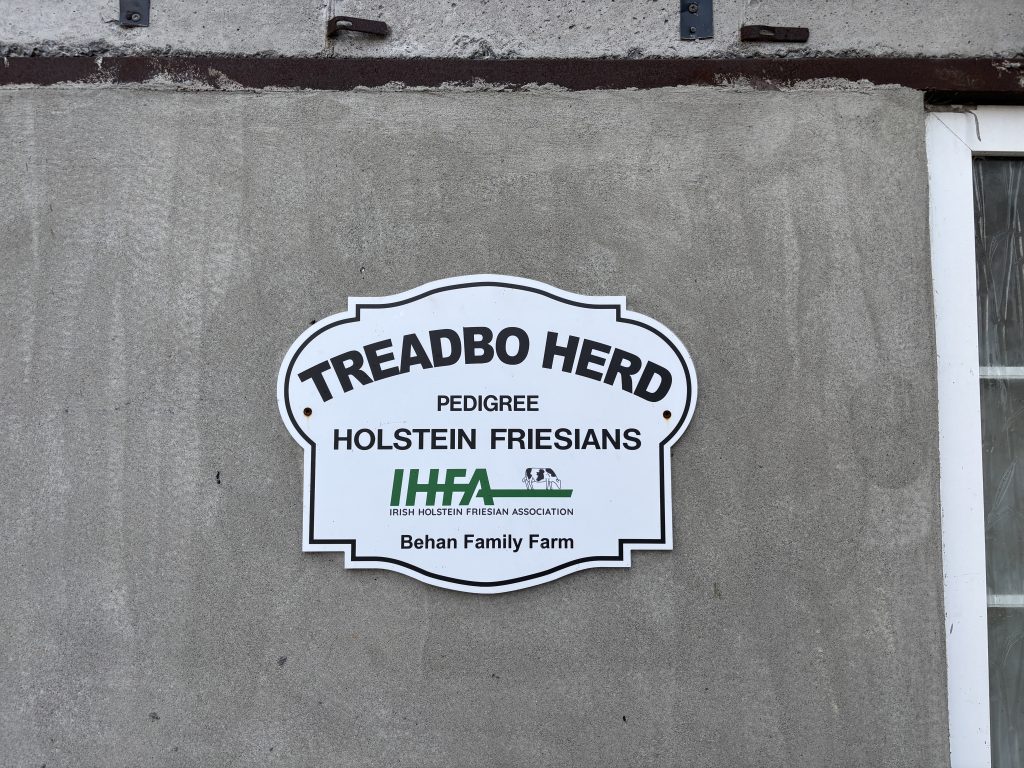 TREADBO HERD
PEDIGREE
HOLSTEIN FRIESIANS
IHFA
IRISH HOLSTEIN FRIESIAN ASSOCIATION
Behan Family Farm